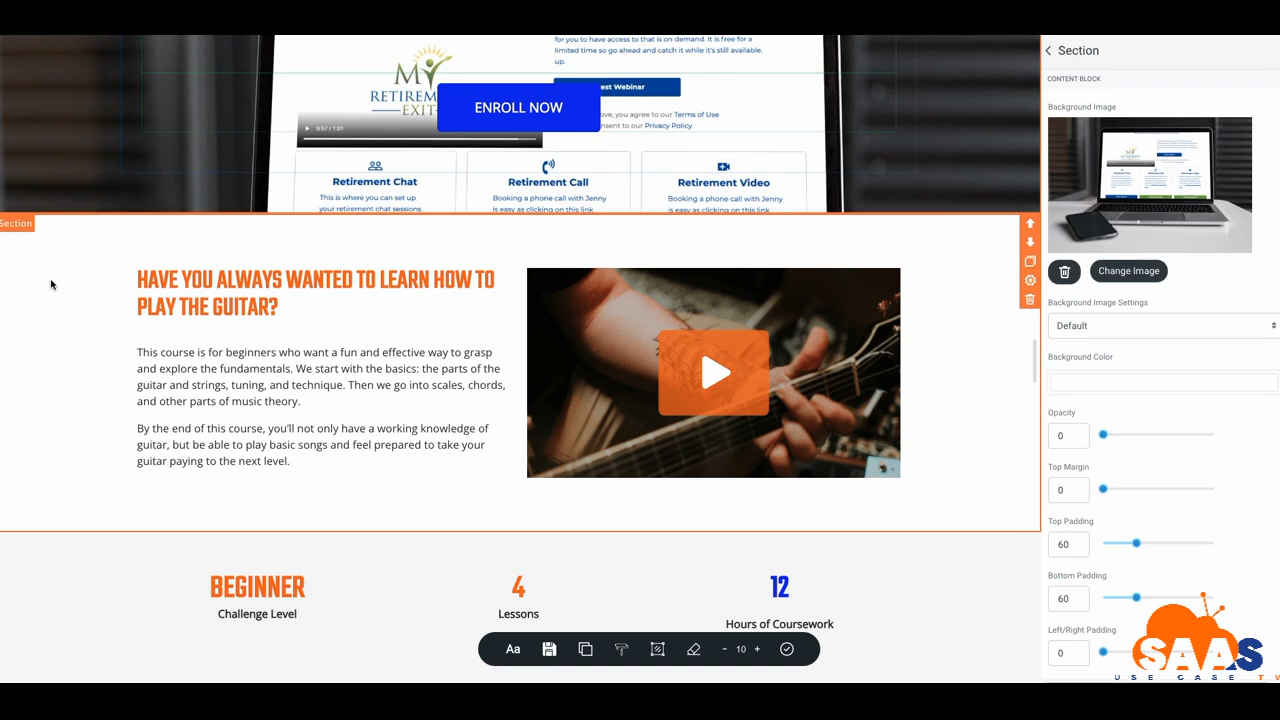 for you to have access to that is on demand. It is free for a
limited time so go ahead and catch it while it's still available.
up.
MY
RETIREM
EXIT
ENROLL NOW
est Webinar
ove, you agree to our Terms of Use
nsent to our Privacy Policy.
0:57 / 1:01
Retirement Chat
This is where you can set up
your retirement chat sessions.
Retirement Call
Booking a phone call with Jenny
is easy as clicking on this link
Retirement Video
Booking a phone call with Jenny
is easy as clicking on this link
Section
HAVE YOU ALWAYS WANTED TO LEARN HOW TO
PLAY THE GUITAR?
This course is for beginners who want a fun and effective way to grasp
and explore the fundamentals. We start with the basics: the parts of the
guitar and strings, tuning, and technique. Then we go into scales, chords,
and other parts of music theory.
By the end of this course, you'll not only have a working knowledge of
guitar, but be able to play basic songs and feel prepared to take your
guitar paying to the next level.
BEGINNER
Challenge Level
4
Lessons
12
Hours of Coursework
Aa
- 10 +
Section
CONTENT BLOCK
Background Image
Change Image
Background Image Settings
Default
Background Color
Opacity
0
Top Margin
0
Top Padding
60
Bottom Padding
60
Left/Right Padding
0
SAAS
USE CASE TV